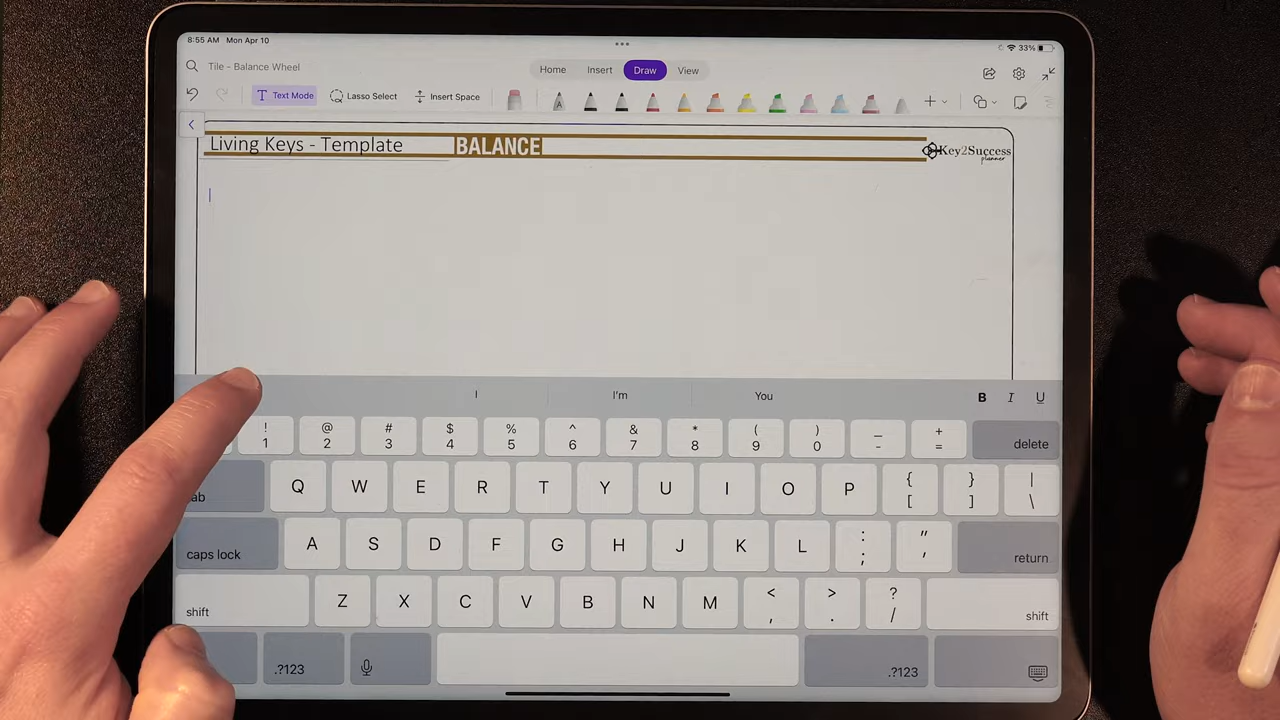 8:55 AM Mon Apr 10
33%
Tile - Balance Wheel
Home Insert Draw View
Text Mode Lasso Select Insert Space
Living Keys - Template BALANCE Key2Success
planner
I I'm You B I U
! @ # $ % ^ & * ( ) _ +
1 2 3 4 5 6 7 8 9 0 - = delete
Q W E R T Y U I O P { } |
[ ] \
caps lock A S D F G H J K L : "
; ' return
shift Z X C V B N M < > ?
, . / shift
.?123 .?123